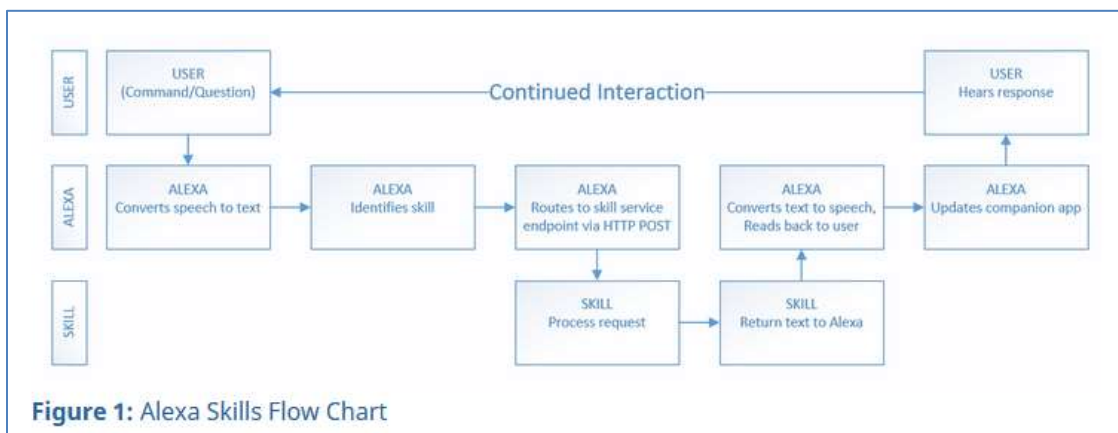 USER
USER
(Command/Question)
Continued Interaction
USER
Hears response
ALEXA
ALEXA
Converts speech to text
ALEXA
Identifies skill
ALEXA
Routes to skill service
endpoint via HTTP POST
ALEXA
Converts text to speech,
Reads back to user
ALEXA
Updates companion app
SKILL
SKILL
Process request
SKILL
Return text to Alexa
Figure 1: Alexa Skills Flow Chart